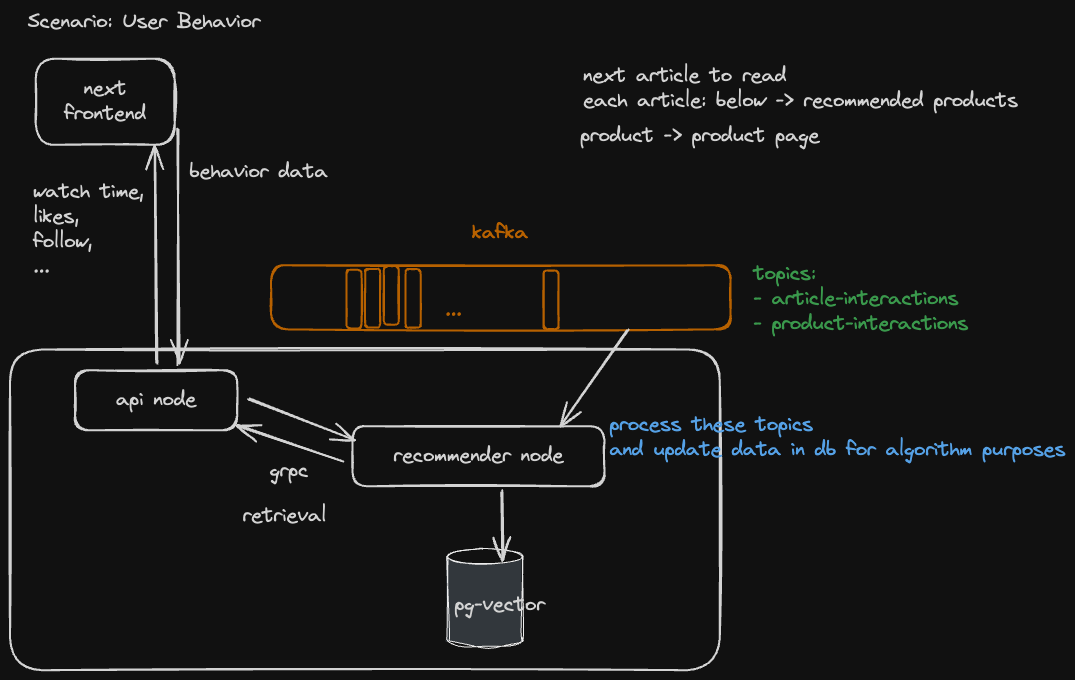 Scenario: User Behavior
next
frontend
next article to read
each article: below -> recommended products
product -> product page
behavior data
watch time,
likes,
follow,
...
kafka
...
topics:
- article-interactions
- product-interactions
api node
recommender node
process these topics
and update data in db for algorithm purposes
grpc
retrieval
pg-vector